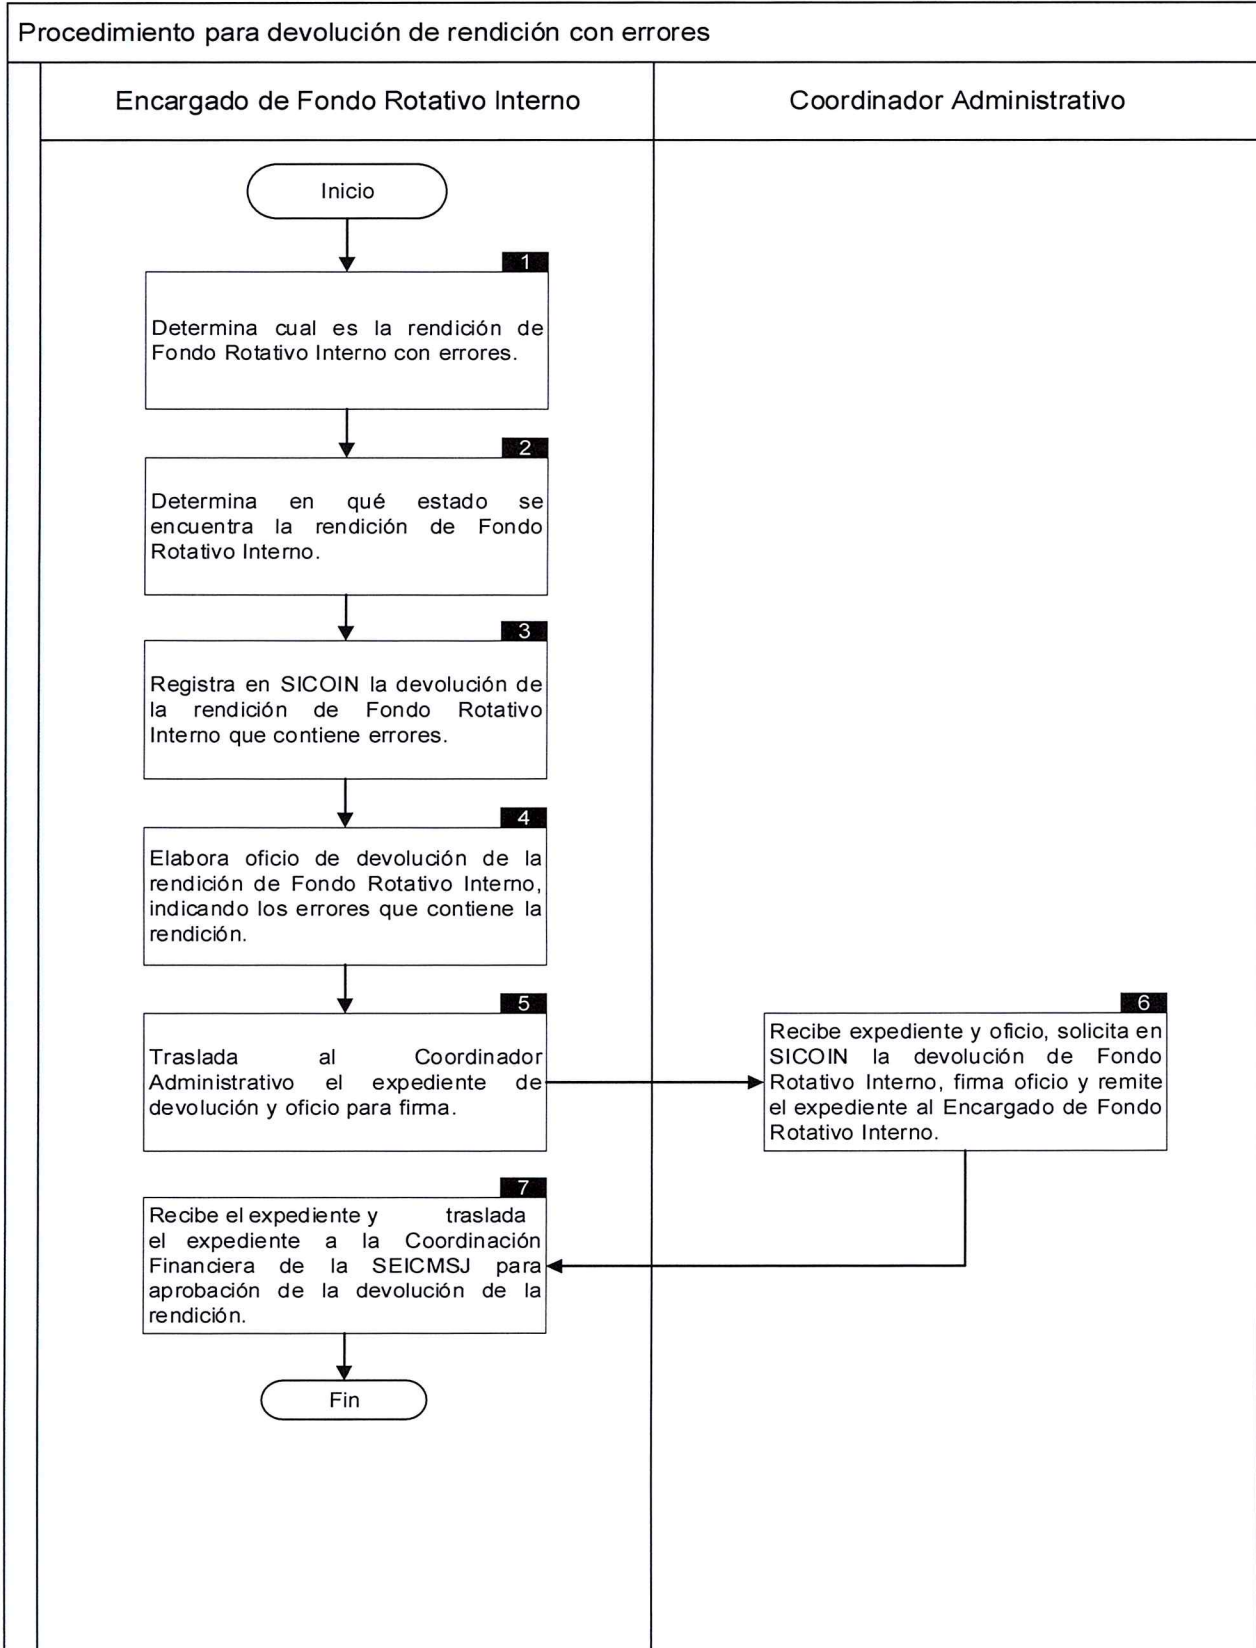 Procedimiento para devolución de rendición con errores
Encargado de Fondo Rotativo Interno
Coordinador Administrativo
Inicio
1
Determina cual es la rendición de
Fondo Rotativo Interno con errores.
2
Determina en qué estado se
encuentra la rendición de Fondo
Rotativo Interno.
3
Registra en SICOIN la devolución de
la rendición de Fondo Rotativo
Interno que contiene errores.
4
Elabora oficio de devolución de la
rendición de Fondo Rotativo Interno,
indicando los errores que contiene la
rendición.
5
Traslada al Coordinador
Administrativo el expediente de
devolución y oficio para firma.
6
Recibe expediente y oficio, solicita en
SICOIN la devolución de Fondo
Rotativo Interno, firma oficio y remite
el expediente al Encargado de Fondo
Rotativo Interno.
7
Recibe el expediente y traslada
el expediente a la Coordinación
Financiera de la SEICMSJ para
aprobación de la devolución de la
rendición.
Fin